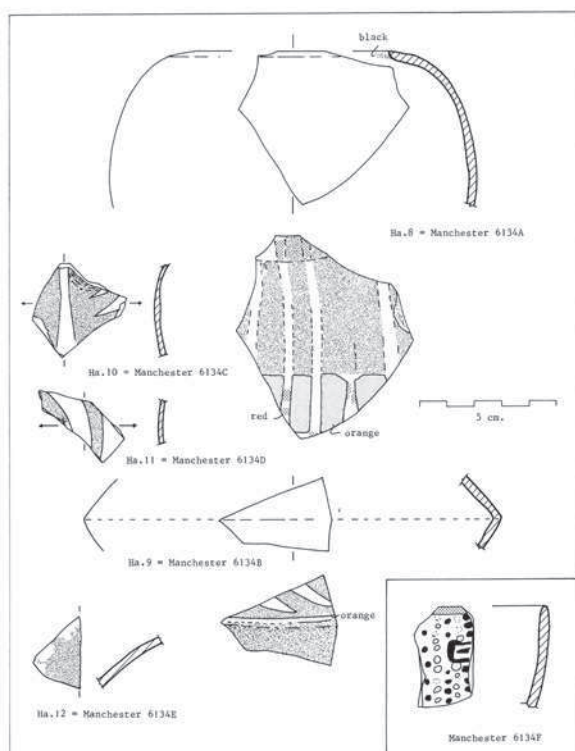 black
Ha.8 = Manchester 6134A
Ha.10 = Manchester 6134C
red
orange
5 cm.
Ha.11 = Manchester 6134D
Ha.9 = Manchester 6134B
orange
Ha.12 = Manchester 6134E
Manchester 6134F